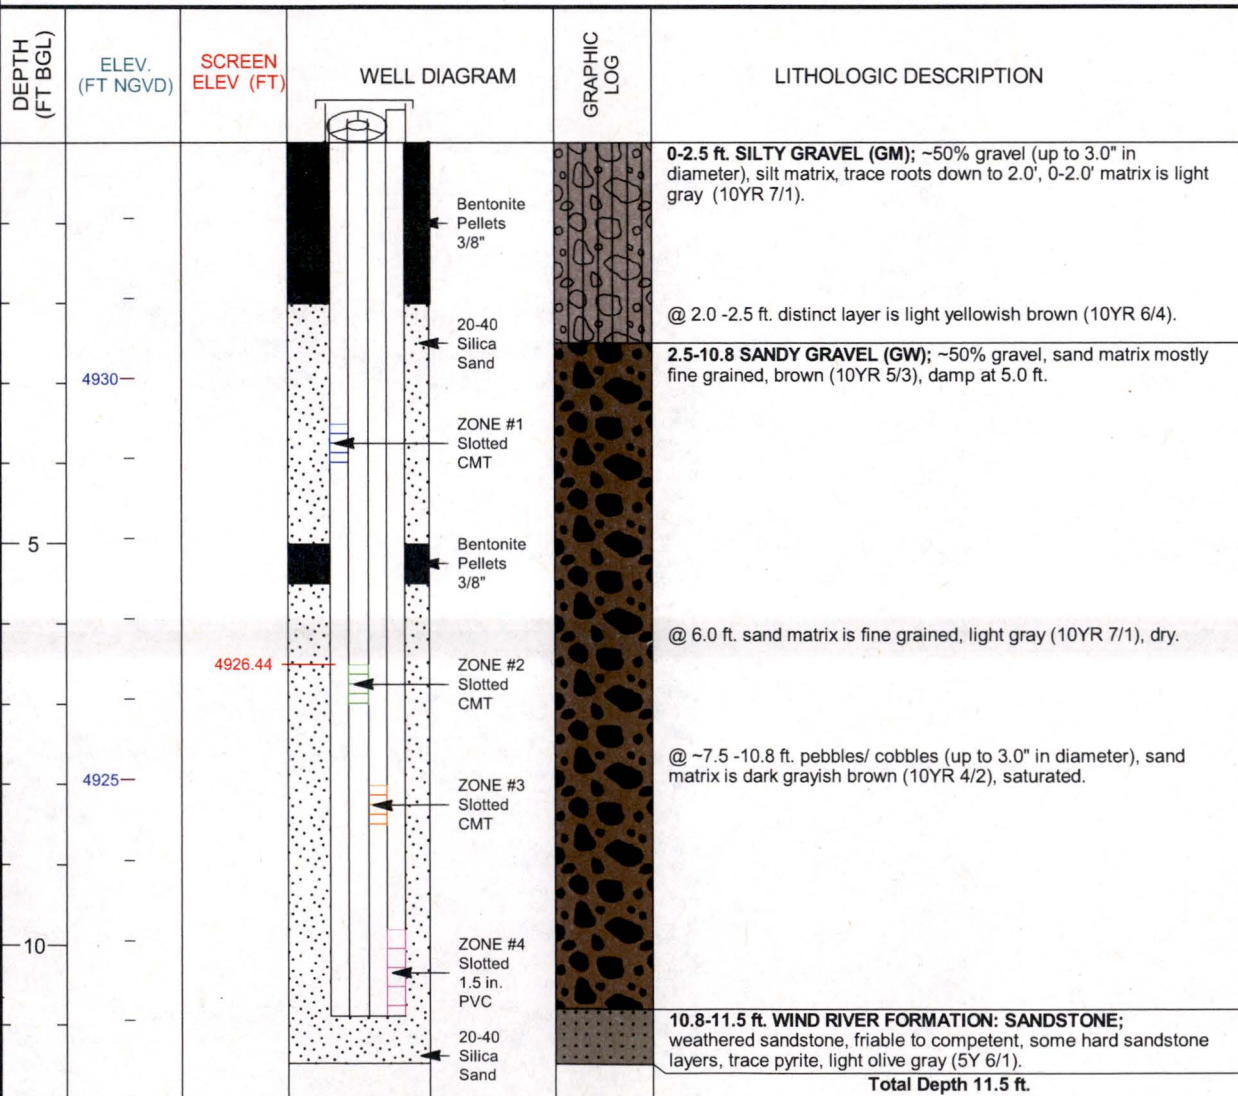 DEPTH
(FT BGL)
ELEV.
(FT NGVD)
SCREEN
ELEV (FT)
WELL DIAGRAM
GRAPHIC
LOG
LITHOLOGIC DESCRIPTION
0-2.5 ft. SILTY GRAVEL (GM); ~50% gravel (up to 3.0" in
diameter), silt matrix, trace roots down to 2.0', 0-2.0' matrix is light
gray (10YR 7/1).
Bentonite
Pellets
3/8"
@ 2.0 -2.5 ft. distinct layer is light yellowish brown (10YR 6/4).
20-40
Silica
Sand
2.5-10.8 SANDY GRAVEL (GW); ~50% gravel, sand matrix mostly
fine grained, brown (10YR 5/3), damp at 5.0 ft.
4930
ZONE #1
Slotted
CMT
5
Bentonite
Pellets
3/8"
@ 6.0 ft. sand matrix is fine grained, light gray (10YR 7/1), dry.
4926.44
ZONE #2
Slotted
CMT
@ ~7.5 -10.8 ft. pebbles/ cobbles (up to 3.0" in diameter), sand
matrix is dark grayish brown (10YR 4/2), saturated.
4925
ZONE #3
Slotted
CMT
10
ZONE #4
Slotted
1.5 in.
PVC
10.8-11.5 ft. WIND RIVER FORMATION: SANDSTONE;
weathered sandstone, friable to competent, some hard sandstone
layers, trace pyrite, light olive gray (5Y 6/1).
20-40
Silica
Sand
Total Depth 11.5 ft.